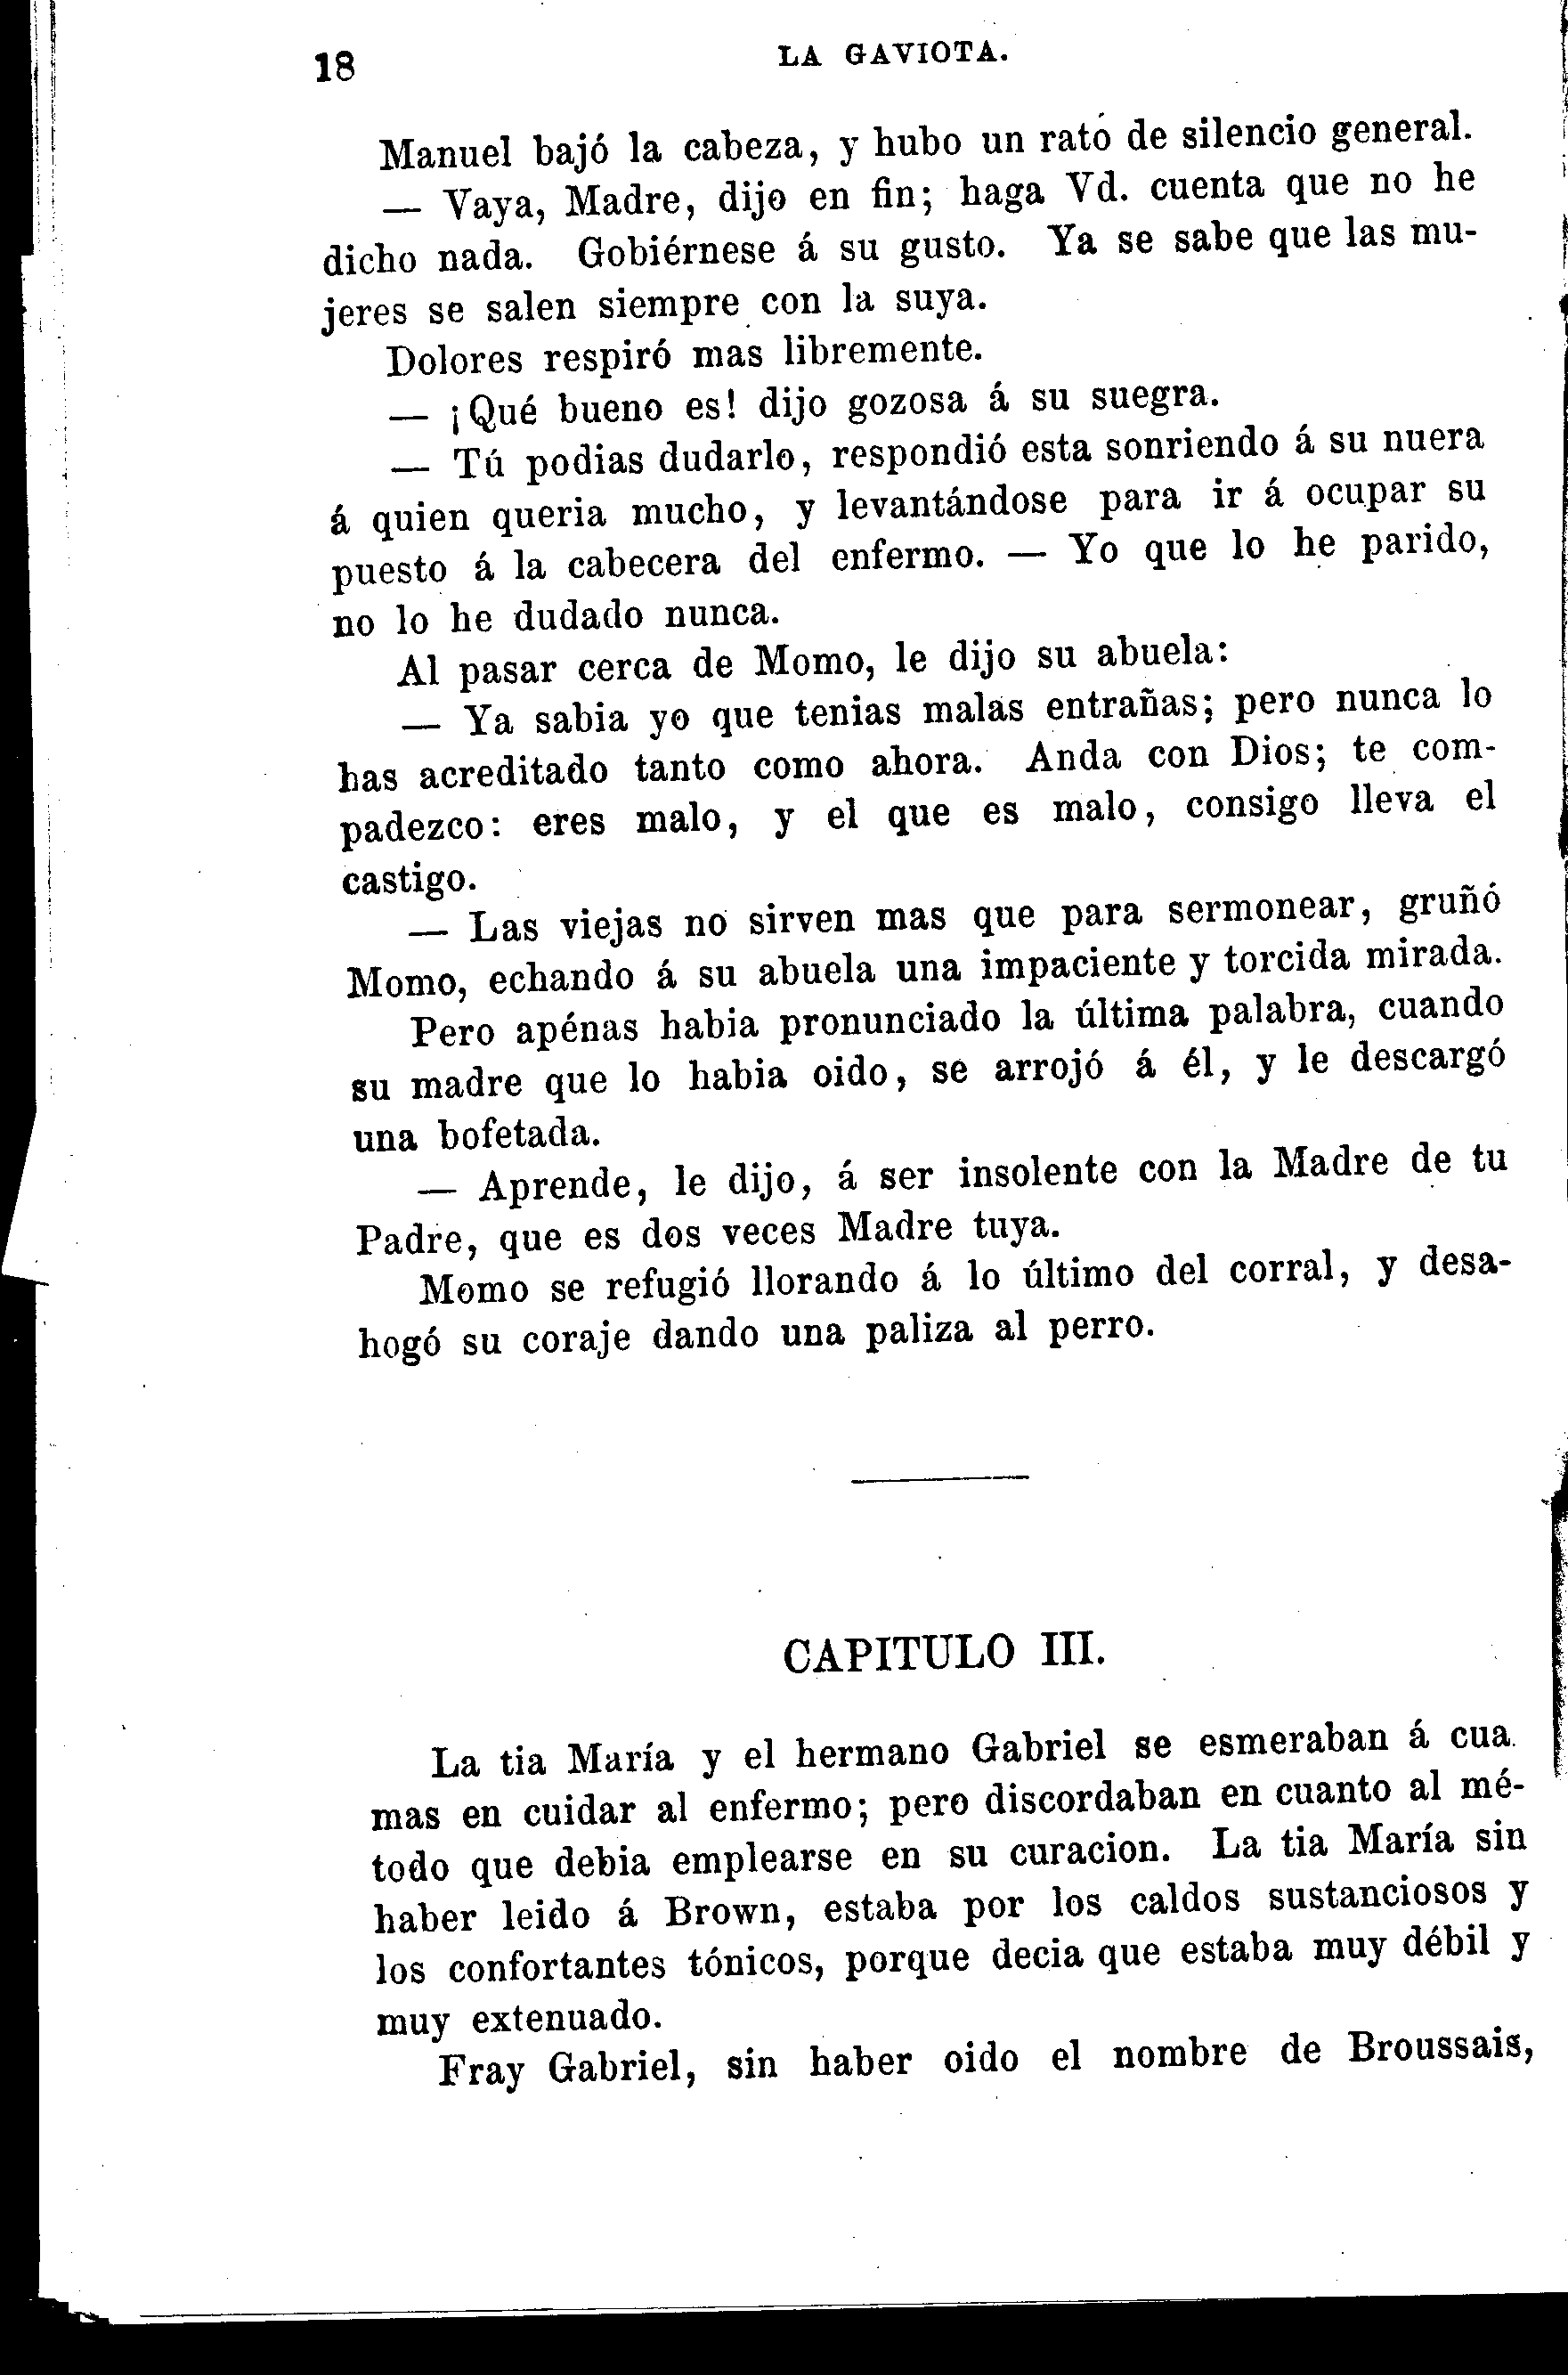 18
LA GAVIOTA.
Manuel bajó la cabeza, y hubo un rato de silencio general.
— Vaya, Madre, dijo en fin; haga Vd. cuenta que no he
dicho nada. Gobiérnese á su gusto. Ya se sabe que las mu-
jeres se salen siempre con la suya.
Dolores respiró mas libremente.
— ¡Qué bueno es! dijo gozosa á su suegra.
— Tú podias dudarlo, respondió esta sonriendo á su nuera
á quien queria mucho, y levantándose para ir á ocupar su
puesto á la cabecera del enfermo. — Yo que lo he parido,
no lo he dudado nunca.
Al pasar cerca de Momo, le dijo su abuela:
— Ya sabia yo que tenias malas entrañas; pero nunca lo
has acreditado tanto como ahora. Anda con Dios; te com-
padezco: eres malo, y el que es malo, consigo lleva el
castigo.
— Las viejas no sirven mas que para sermonear, gruñó
Momo, echando á su abuela una impaciente y torcida mirada.
Pero apénas habia pronunciado la última palabra, cuando
su madre que lo habia oido, se arrojó á él, y le descargó
una bofetada.
— Aprende, le dijo, á ser insolente con la Madre de tu
Padre, que es dos veces Madre tuya.
Momo se refugió llorando á lo último del corral, y desa-
hogó su coraje dando una paliza al perro.
CAPITULO III.
La tia María y el hermano Gabriel se esmeraban á cua
mas en cuidar al enfermo; pero discordaban en cuanto al mé-
todo que debia emplearse en su curacion. La tia María sin
haber leido á Brown, estaba por los caldos sustanciosos y
los confortantes tónicos, porque decia que estaba muy débil y
muy extenuado.
Fray Gabriel, sin haber oido el nombre de Broussais,